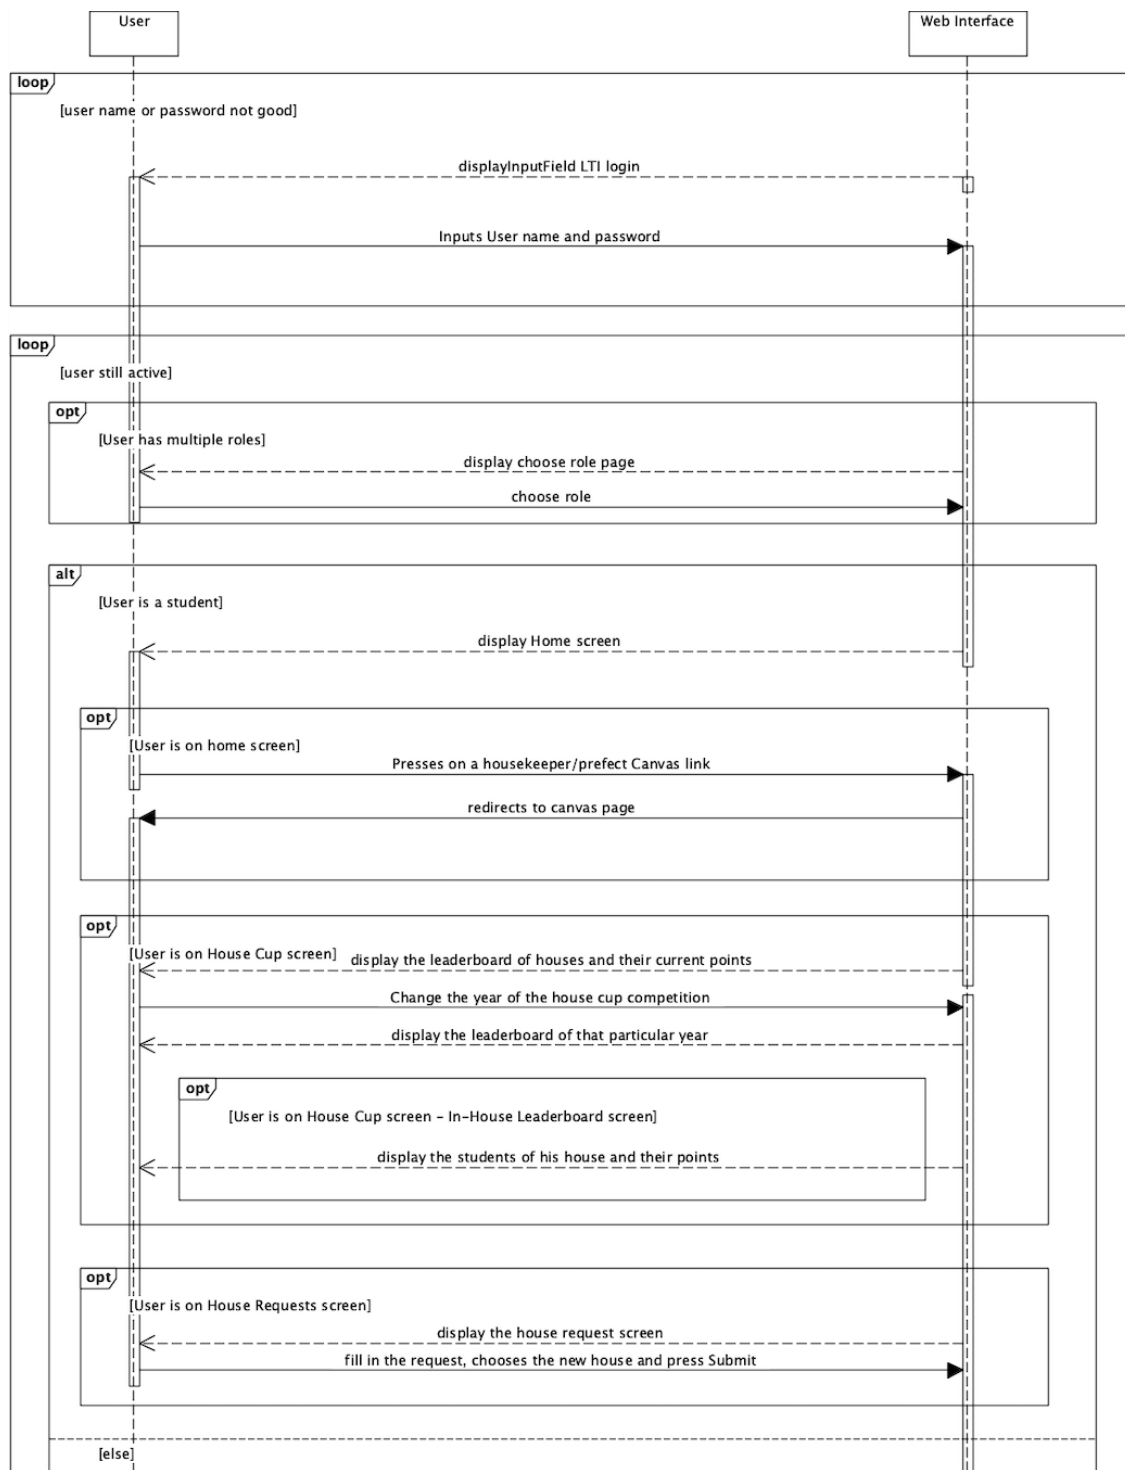 User
Web Interface
loop
[user name or password not good]
displayInputField LTI login
Inputs User name and password
loop
[user still active]
opt
[User has multiple roles]
display choose role page
choose role
alt
[User is a student]
display Home screen
opt
[User is on home screen]
Presses on a housekeeper/prefect Canvas link
redirects to canvas page
opt
[User is on House Cup screen]
display the leaderboard of houses and their current points
Change the year of the house cup competition
display the leaderboard of that particular year
opt
[User is on House Cup screen - In-House Leaderboard screen]
display the students of his house and their points
opt
[User is on House Requests screen]
display the house request screen
fill in the request, chooses the new house and press Submit
[else]